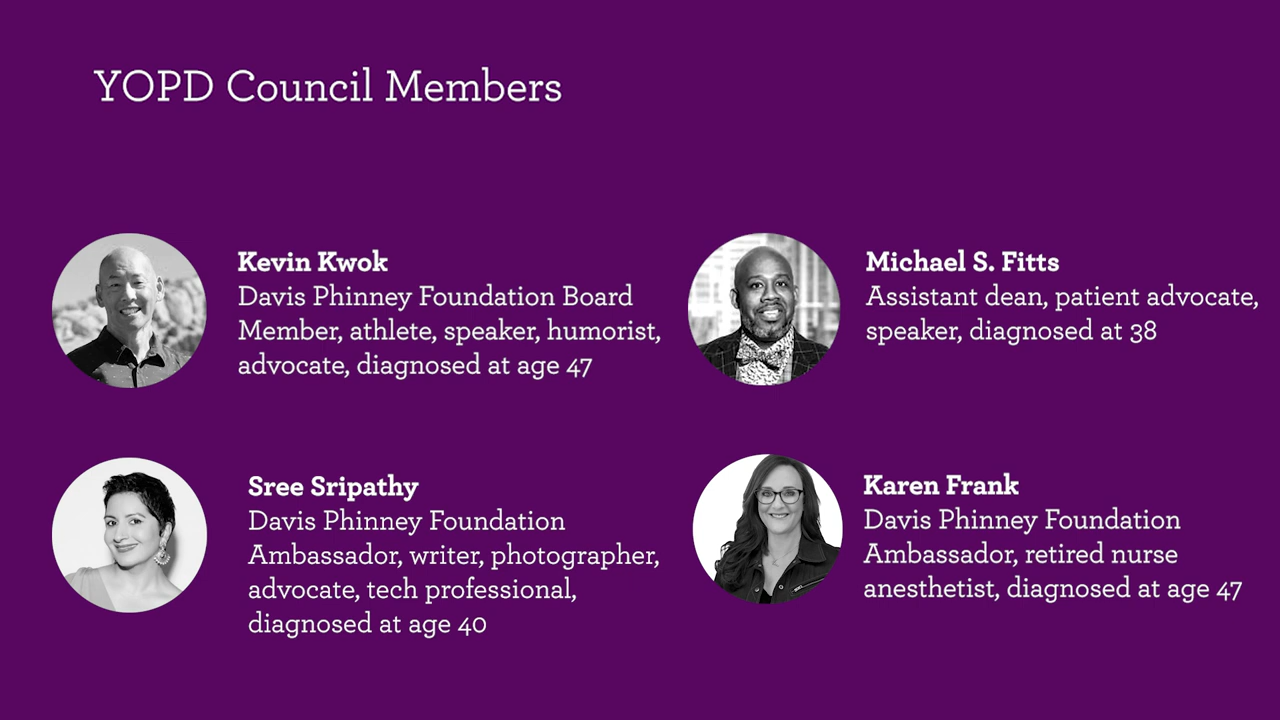 YOPD Council Members
Kevin Kwok
Davis Phinney Foundation Board
Member, athlete, speaker, humorist,
advocate, diagnosed at age 47
Michael S. Fitts
Assistant dean, patient advocate,
speaker, diagnosed at 38
Sree Sripathy
Davis Phinney Foundation
Ambassador, writer, photographer,
advocate, tech professional,
diagnosed at age 40
Karen Frank
Davis Phinney Foundation
Ambassador, retired nurse
anesthetist, diagnosed at age 47